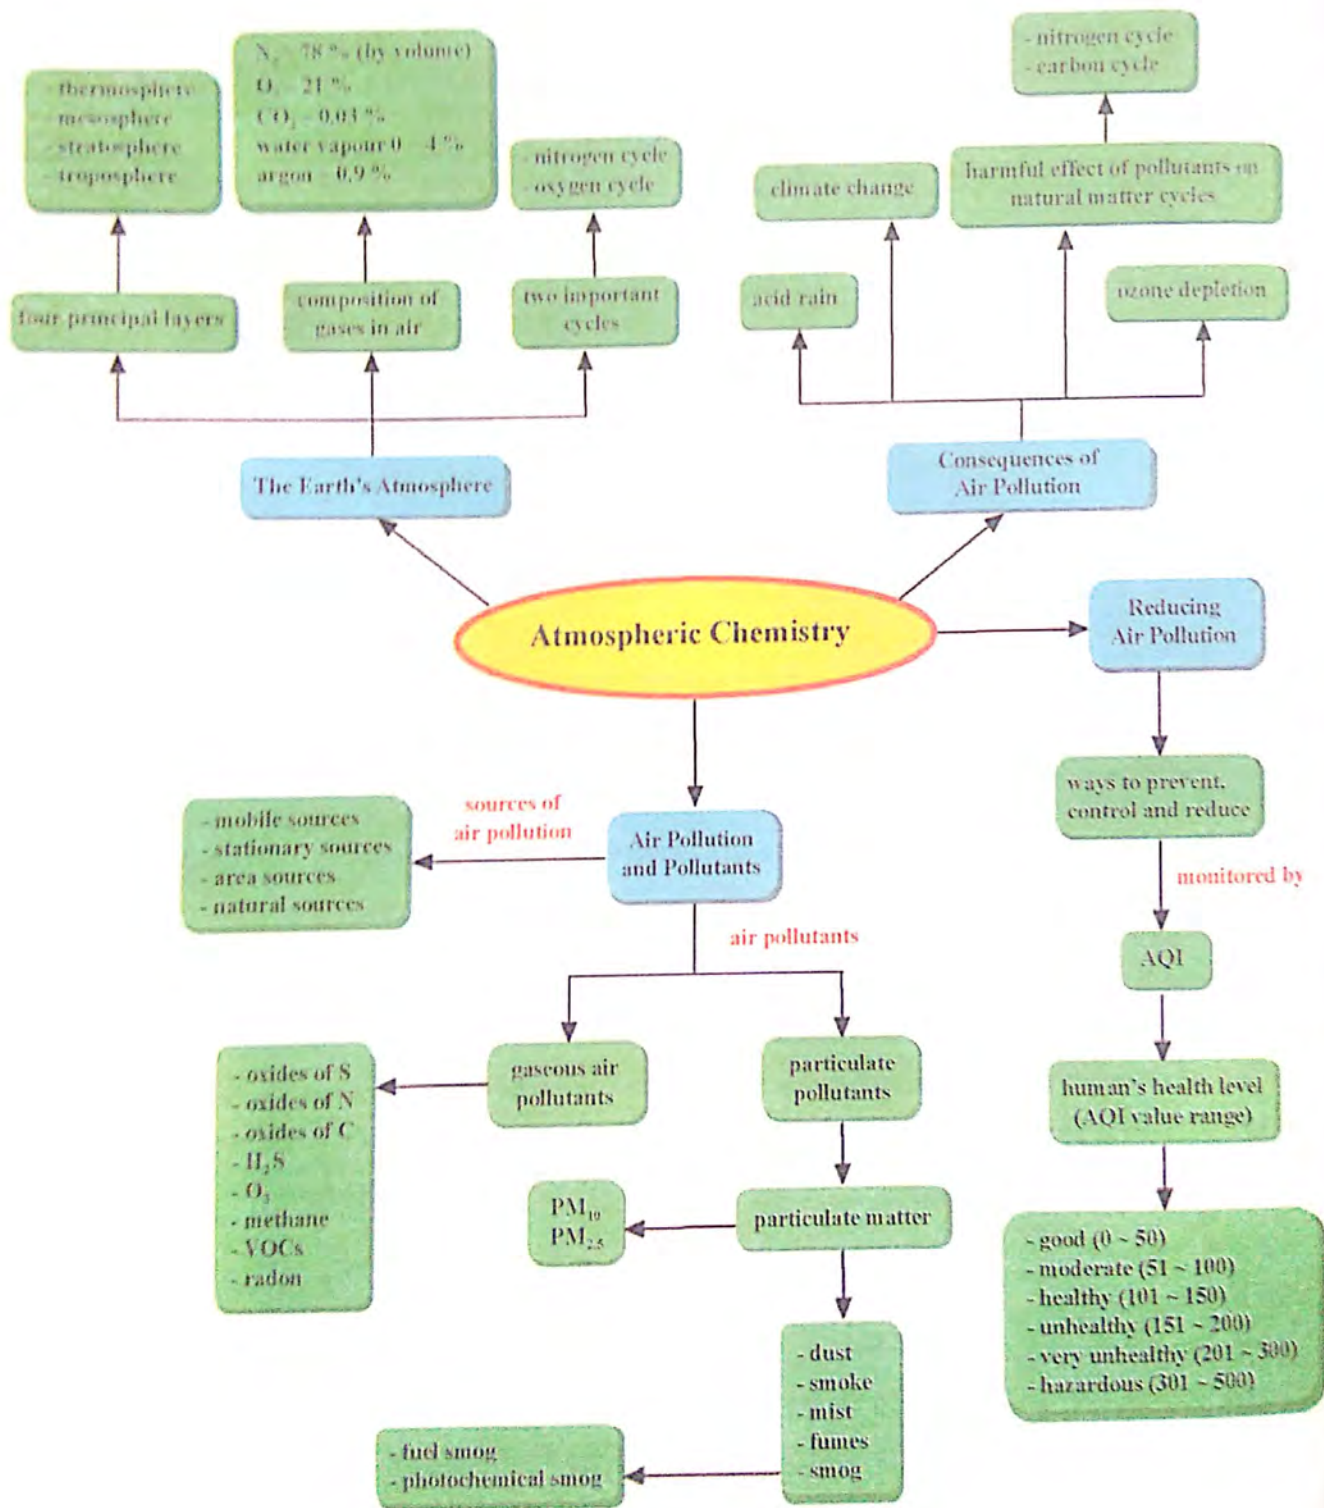 - thermosphere
- mesosphere
- stratosphere
- troposphere
N₂ – 78 % (by volume)
O₂ – 21 %
CO₂ – 0.03 %
water vapour 0 – 4 %
argon – 0.9 %
- nitrogen cycle
- oxygen cycle
four principal layers
composition of
gases in air
two important
cycles
The Earth's Atmosphere
- nitrogen cycle
- carbon cycle
climate change
harmful effect of pollutants on
natural matter cycles
acid rain
ozone depletion
Consequences of
Air Pollution
Atmospheric Chemistry
Reducing
Air Pollution
ways to prevent,
control and reduce
monitored by
AQI
human's health level
(AQI value range)
- good (0 ~ 50)
- moderate (51 ~ 100)
- healthy (101 ~ 150)
- unhealthy (151 ~ 200)
- very unhealthy (201 ~ 300)
- hazardous (301 ~ 500)
sources of
air pollution
- mobile sources
- stationary sources
- area sources
- natural sources
Air Pollution
and Pollutants
air pollutants
gaseous air
pollutants
- oxides of S
- oxides of N
- oxides of C
- H₂S
- O₃
- methane
- VOCs
- radon
particulate
pollutants
particulate matter
PM₁₀
PM₂.₅
- dust
- smoke
- mist
- fumes
- smog
- fuel smog
- photochemical smog